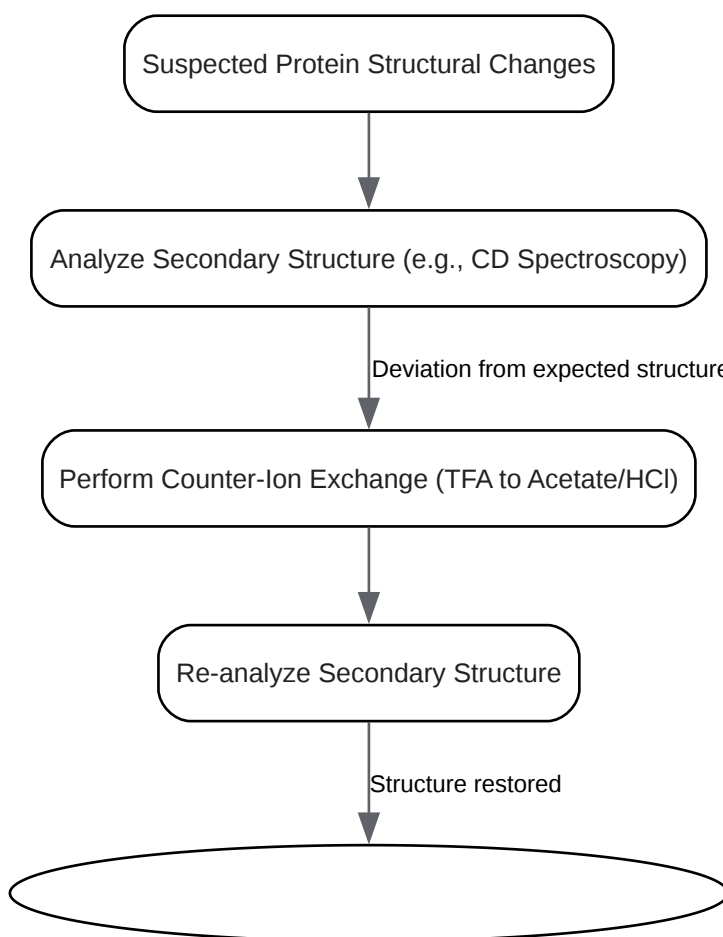 Suspected Protein Structural Changes
Analyze Secondary Structure (e.g., CD Spectroscopy)
Deviation from expected structure
Perform Counter-Ion Exchange (TFA to Acetate/HCl)
Re-analyze Secondary Structure
Structure restored